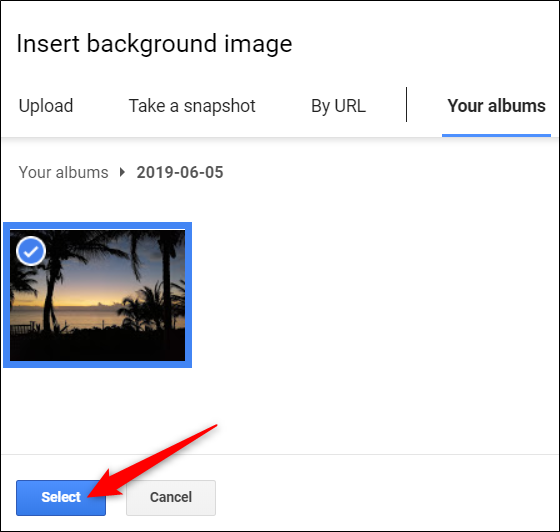 Insert background image
Upload Take a snapshot By URL Your albums
Your albums 2019-06-05
Select Cancel